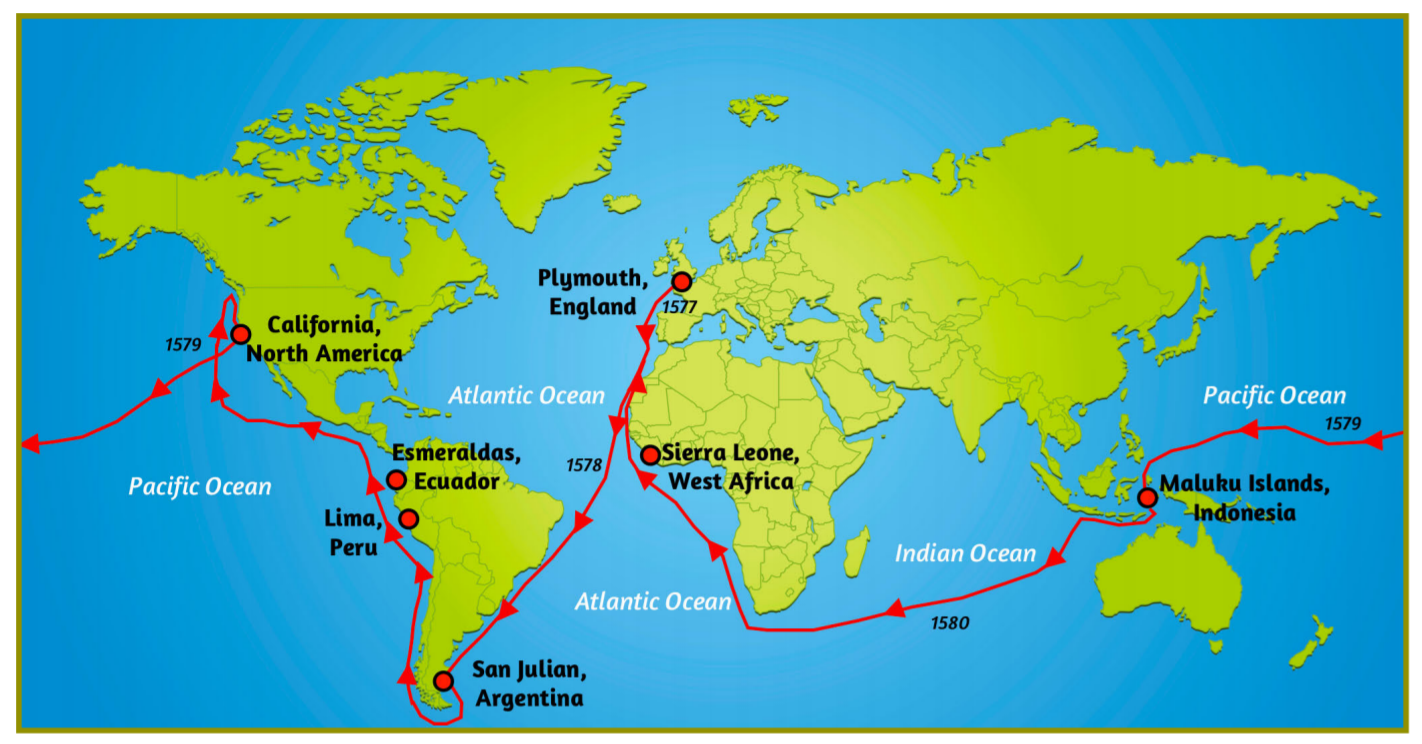 Plymouth,
England
1577
California,
North America
1579
Atlantic Ocean
Pacific Ocean
1579
Esmeraldas,
Ecuador
1578
Sierra Leone,
West Africa
Pacific Ocean
Maluku Islands,
Indonesia
Lima,
Peru
Indian Ocean
Atlantic Ocean
1580
San Julian,
Argentina